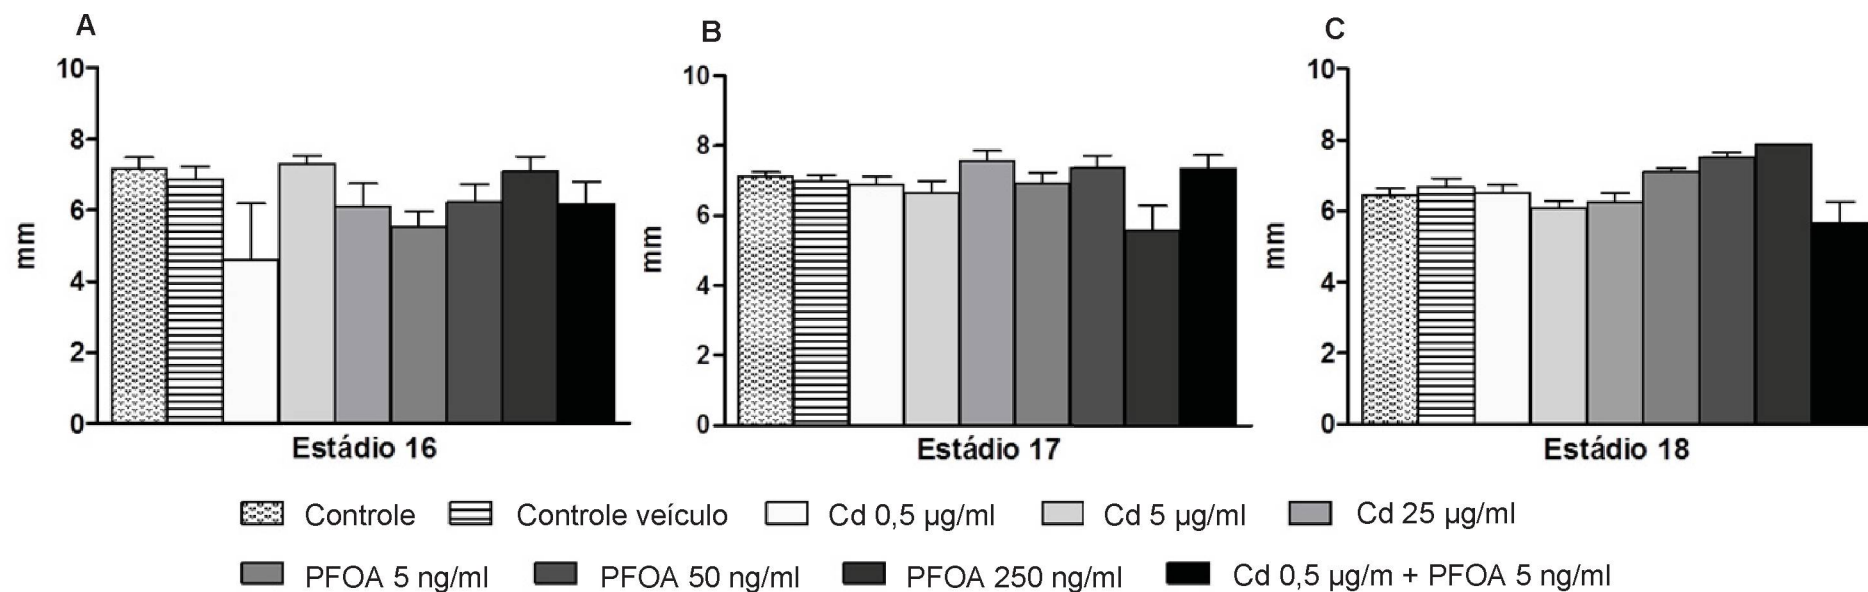 A
B
C
10
8
6
4
2
0
mm
Estádio 16
10
8
6
4
2
0
mm
Estádio 17
10
8
6
4
2
0
mm
Estádio 18
Controle Controle veículo Cd 0,5 µg/ml Cd 5 µg/ml Cd 25 µg/ml
PFOA 5 ng/ml PFOA 50 ng/ml PFOA 250 ng/ml Cd 0,5 µg/m + PFOA 5 ng/ml